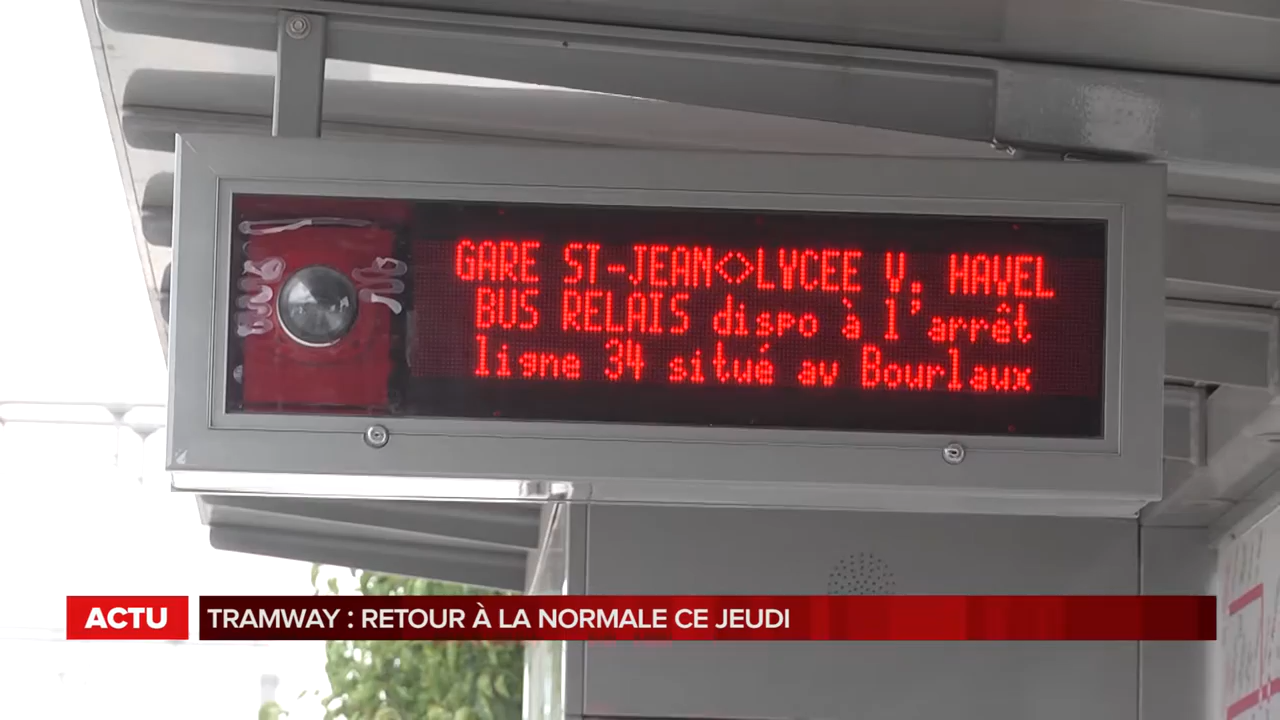 GARE ST-JEAN<>LYCEE V. HAVEL
BUS RELAIS dispo à l'arrêt
ligne 34 situé av Bourlaux
ACTU
TRAMWAY : RETOUR À LA NORMALE CE JEUDI